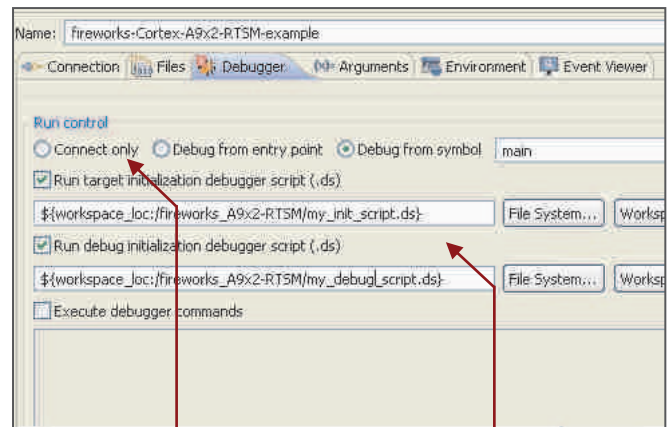 Name: fireworks-Cortex-A9x2-RTSM-example
Connection Files Debugger Arguments Environment Event Viewer
Run control
Connect only Debug from entry point Debug from symbol main
Run target initialization debugger script (.ds)
${workspace_loc:/fireworks_A9x2-RTSM/my_init_script.ds} File System... Worksp
Run debug initialization debugger script (.ds)
${workspace_loc:/fireworks_A9x2-RTSM/my_debug_script.ds} File System... Worksp
Execute debugger commands